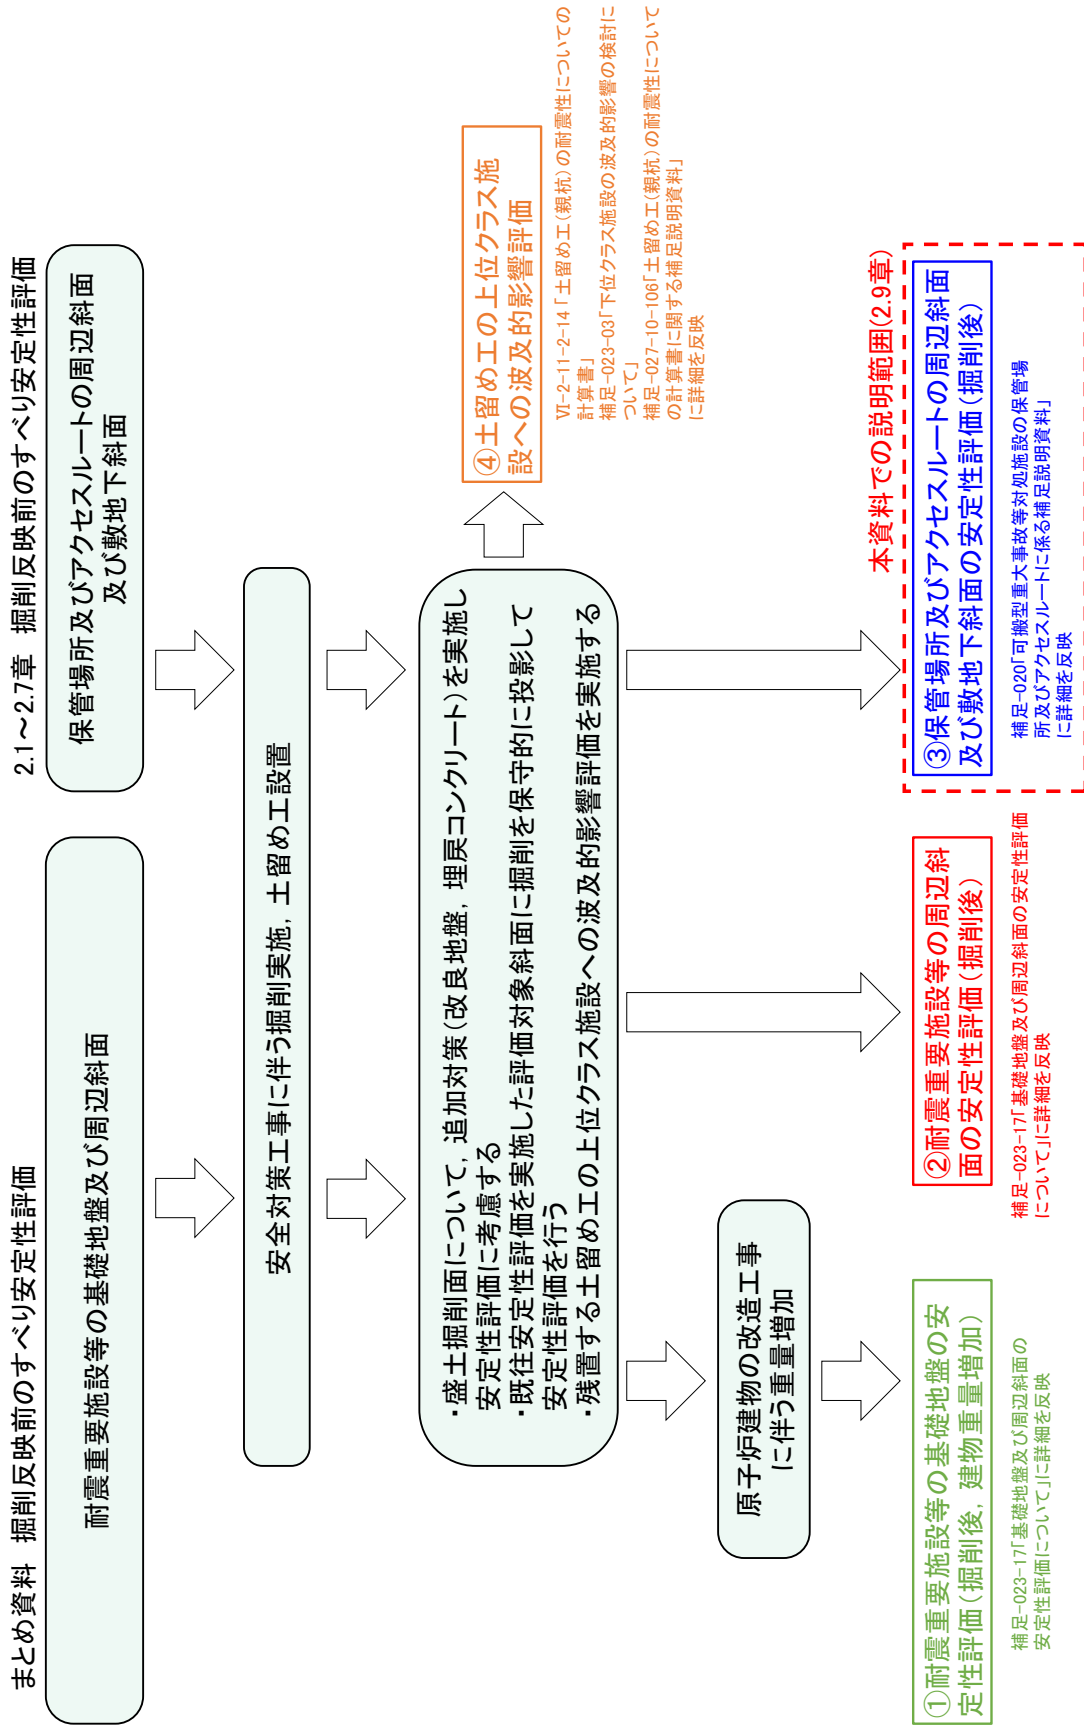 まとめ資料　掘削反映前のすべり安定性評価
耐震重要施設等の基礎地盤及び周辺斜面
2.1～2.7章　掘削反映前のすべり安定性評価
保管場所及びアクセスルートの周辺斜面
及び敷地下斜面
安全対策工事に伴う掘削実施，土留め工設置
・盛土掘削面について，追加対策（改良地盤，埋戻コンクリート）を実施し
安定性評価に考慮する
・既往安定性評価を実施した評価対象斜面に掘削を保守的に投影して
安定性評価を行う
・残置する土留め工の上位クラス施設への波及的影響評価を実施する
④土留め工の上位クラス施
設への波及的影響評価
Ⅵ-2-11-2-14「土留め工（親杭）の耐震性についての
計算書」
補足-023-03「下位クラス施設の波及的影響の検討に
ついて」
補足-027-10-106「土留め工（親杭）の耐震性について
の計算書に関する補足説明資料」
に詳細を反映
原子炉建物の改造工事
に伴う重量増加
①耐震重要施設等の基礎地盤の安
定性評価（掘削後，建物重量増加）
補足-023-17「基礎地盤及び周辺斜面の
安定性評価について」に詳細を反映
②耐震重要施設等の周辺斜
面の安定性評価（掘削後）
補足-023-17「基礎地盤及び周辺斜面の安定性評価
について」に詳細を反映
本資料での説明範囲(2.9章)
③保管場所及びアクセスルートの周辺斜面
及び敷地下斜面の安定性評価（掘削後）
補足-020「可搬型重大事故等対処施設の保管場
所及びアクセスルートに係る補足説明資料」
に詳細を反映